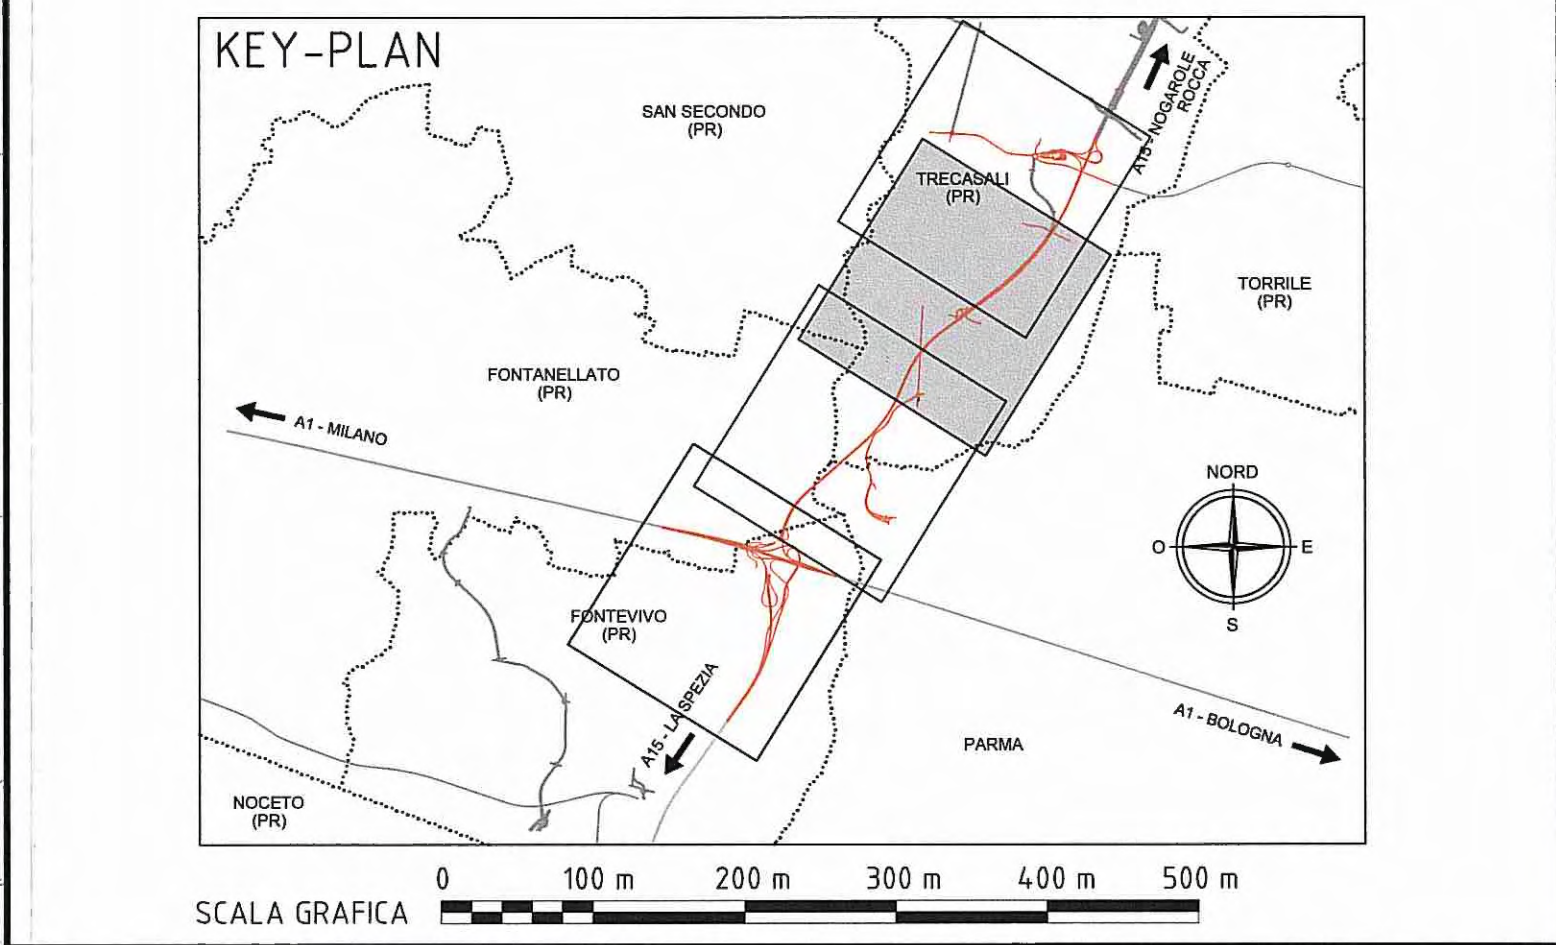 KEY-PLAN
SAN SECONDO
(PR)
A15 - NOGAROLE
ROCCA
TRECASALI
(PR)
TORRILE
(PR)
FONTANELLATO
(PR)
A1 - MILANO
NORD
O
E
S
FONTEVIVO
(PR)
A15 - LA SPEZIA
A1 - BOLOGNA
PARMA
NOCETO
(PR)
0 100 m 200 m 300 m 400 m 500 m
SCALA GRAFICA